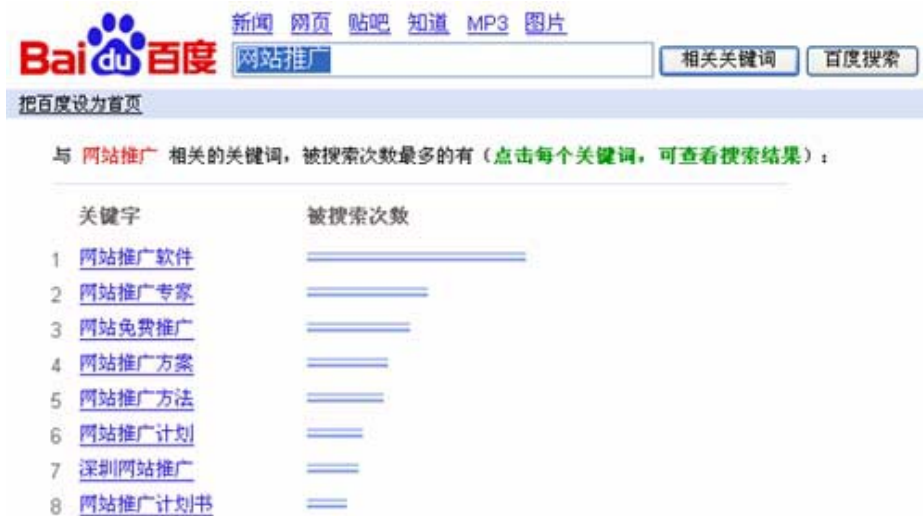 新闻 网页 贴吧 知道 MP3 图片
Bai du 百度 网站推广 相关关键词 百度搜索
把百度设为首页
与 网站推广 相关的关键词，被搜索次数最多的有（点击每个关键词，可查看搜索结果）：
关键字 被搜索次数
1 网站推广软件
2 网站推广专家
3 网站免费推广
4 网站推广方案
5 网站推广方法
6 网站推广计划
7 深圳网站推广
8 网站推广计划书